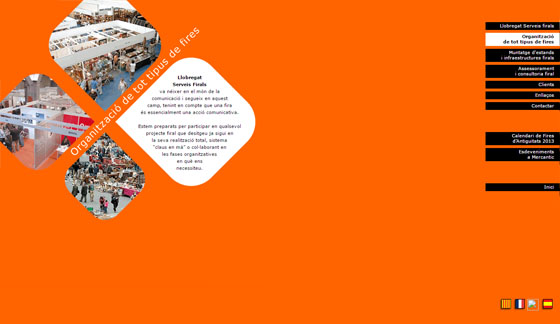 Organització de tot tipus de fires
Llobregat
Serveis Firals
va néixer en el món de la
comunicació i segueix en aquest
camp, tenint en compte que una fira
és essencialment una acció comunicativa.
Estem preparats per participar en qualsevol
projecte firal que desitgeu ja sigui en
la seva realització total, sistema
"claus en mà" o col·laborant en
les fases organitzatives
en què ens
necessiteu.
Llobregat Serveis firals
Organització
de tot tipus de fires
Muntatge d'estands
i infraestructures firals
Assessorament
i consultoria firal
Clients
Enllaços
Contactar
Calendari de Fires
d'Antiguitats 2013
Esdeveniments
a Mercantic
Inici